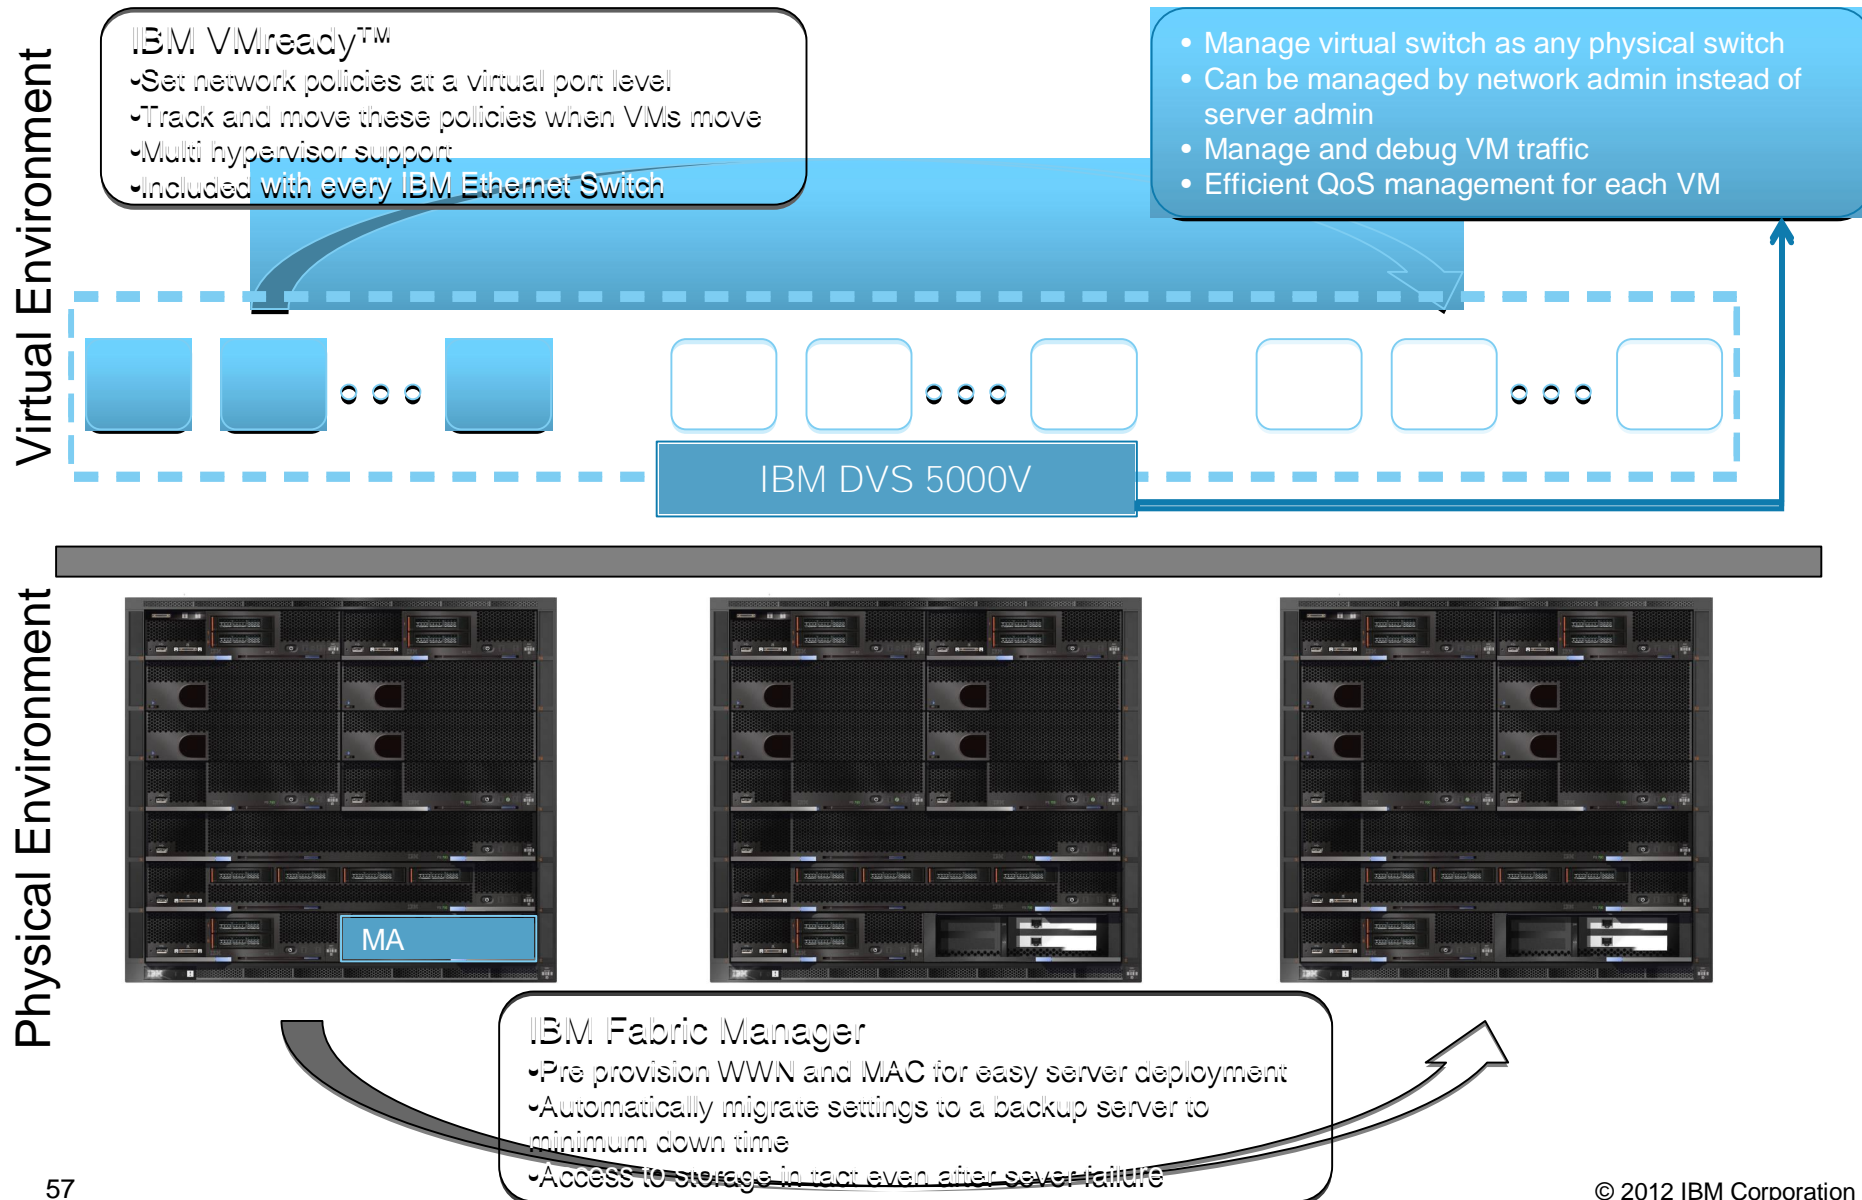 Virtual Environment
IBM VMready™
•Set network policies at a virtual port level
•Track and move these policies when VMs move
•Multi hypervisor support
•Included with every IBM Ethernet Switch
• Manage virtual switch as any physical switch
• Can be managed by network admin instead of
server admin
• Manage and debug VM traffic
• Efficient QoS management for each VM
IBM DVS 5000V
Physical Environment
MA
IBM Fabric Manager
•Pre provision WWN and MAC for easy server deployment
•Automatically migrate settings to a backup server to
minimum down time
•Access to storage in tact even after sever failure
57
© 2012 IBM Corporation